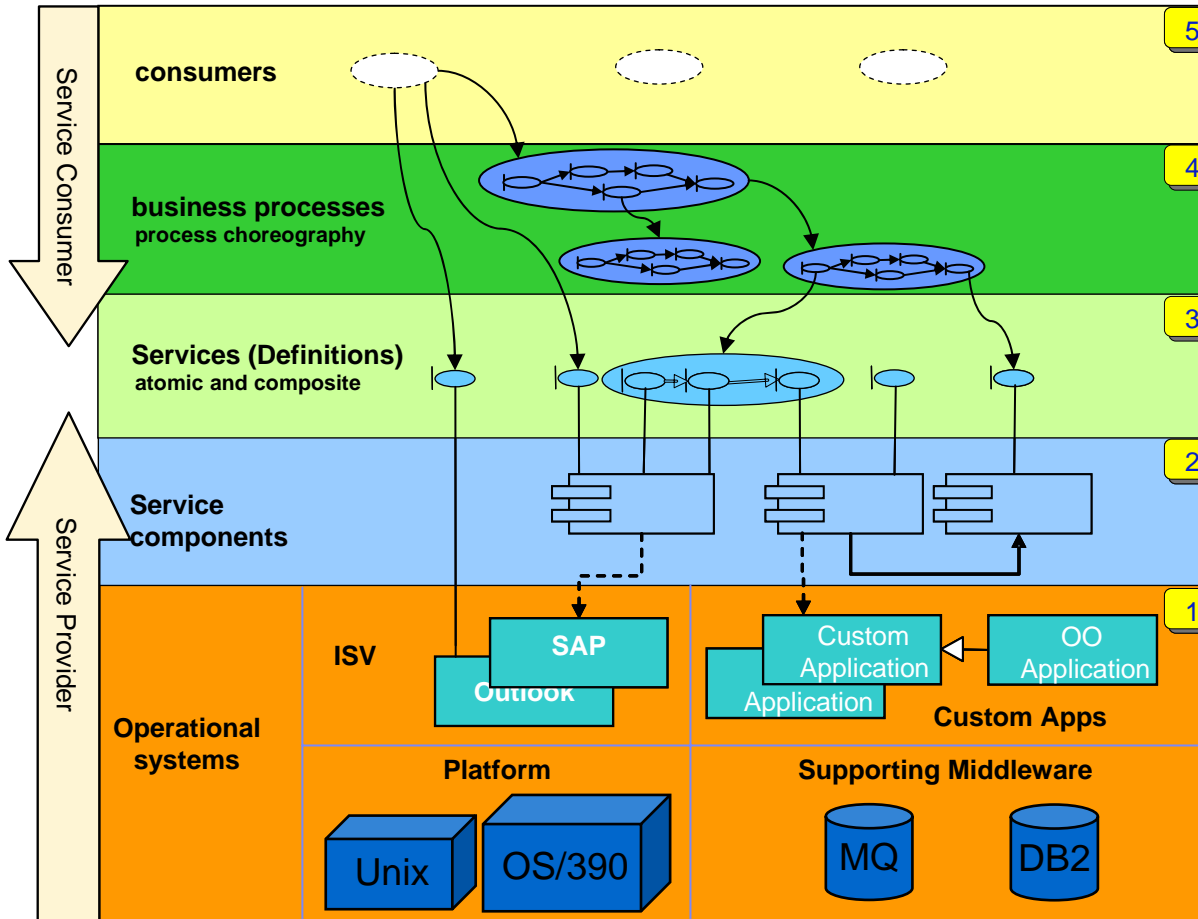 5
consumers
Service Consumer
4
business processes
process choreography
3
Services (Definitions)
atomic and composite
2
Service
components
Service Provider
1
ISV
SAP
Outlook
Custom
Application
Application
OO
Application
Custom Apps
Operational
systems
Platform
Supporting Middleware
Unix
OS/390
MQ
DB2